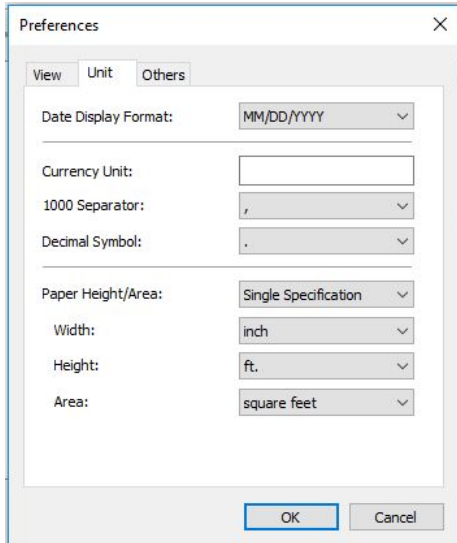 Preferences
View Unit Others
Date Display Format: MM/DD/YYYY
Currency Unit:
1000 Separator: ,
Decimal Symbol: .
Paper Height/Area: Single Specification
Width: inch
Height: ft.
Area: square feet
OK Cancel